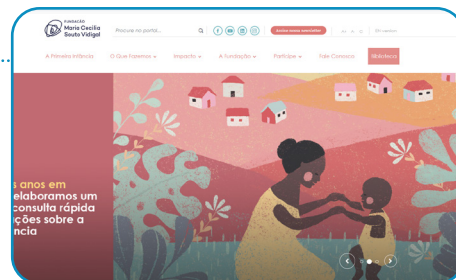 FUNDAÇÃO
Maria Cecilia
Souto Vidigal
Procure no portal...
Assine nossa newsletter
A Primeira Infância
O Que Fazemos
Impacto
A Fundação
Participe
Fale Conosco
Biblioteca
s anos em
elaboramos um
consulta rápida
ções sobre a
ncia